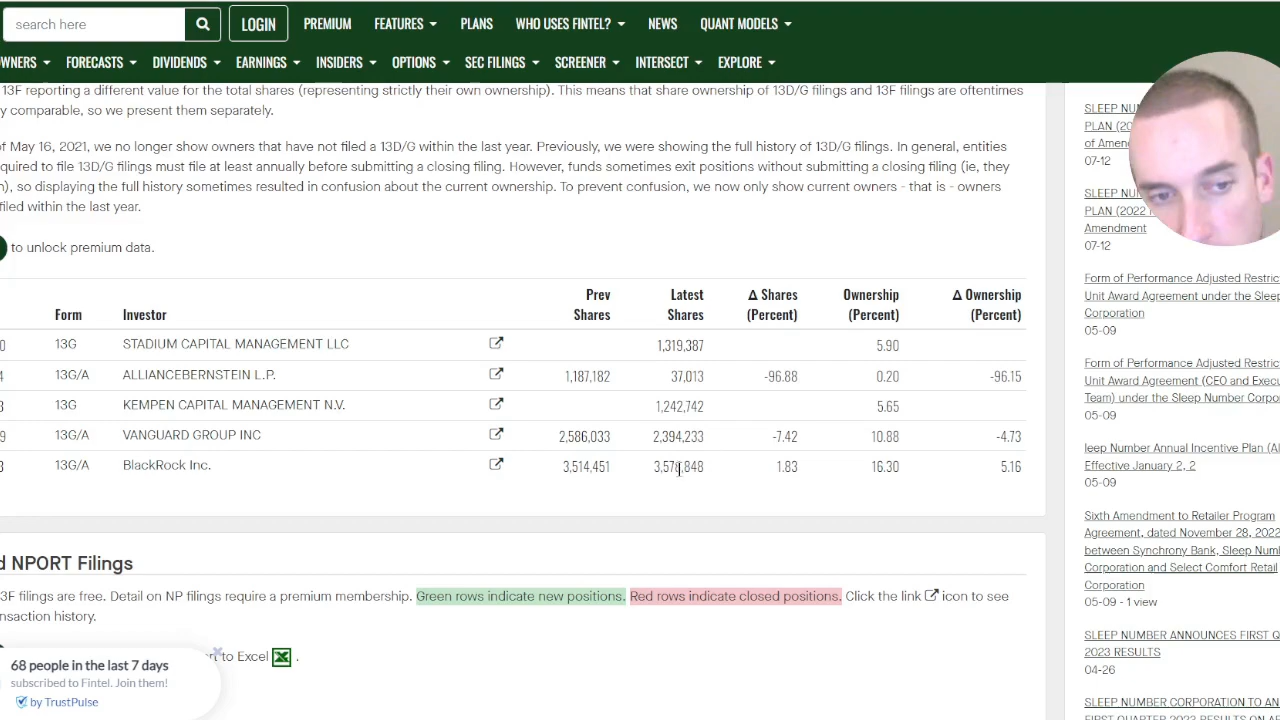 search here
LOGIN
PREMIUM
FEATURES
PLANS
WHO USES FINTEL?
NEWS
QUANT MODELS
WNERS
FORECASTS
DIVIDENDS
EARNINGS
INSIDERS
OPTIONS
SEC FILINGS
SCREENER
INTERSECT
EXPLORE
13F reporting a different value for the total shares (representing strictly their own ownership). This means that share ownership of 13D/G filings and 13F filings are oftentimes
y comparable, so we present them separately.
of May 16, 2021, we no longer show owners that have not filed a 13D/G within the last year. Previously, we were showing the full history of 13D/G filings. In general, entities
quired to file 13D/G filings must file at least annually before submitting a closing filing. However, funds sometimes exit positions without submitting a closing filing (ie, they
n), so displaying the full history sometimes resulted in confusion about the current ownership. To prevent confusion, we now only show current owners - that is - owners
filed within the last year.
to unlock premium data.
Form Investor Prev Shares Latest Shares Δ Shares (Percent) Ownership (Percent) Δ Ownership (Percent)
0 13G STADIUM CAPITAL MANAGEMENT LLC 1,319,387 5.90
4 13G/A ALLIANCEBERNSTEIN L.P. 1,187,182 37,013 -96.88 0.20 -96.15
3 13G KEMPEN CAPITAL MANAGEMENT N.V. 1,242,742 5.65
9 13G/A VANGUARD GROUP INC 2,586,033 2,394,233 -7.42 10.88 -4.73
3 13G/A BlackRock Inc. 3,514,451 1.83 16.30 5.16
d NPORT Filings
13F filings are free. Detail on NP filings require a premium membership. Green rows indicate new positions. Red rows indicate closed positions. Click the link icon to see
nsaction history.
rt to Excel .
68 people in the last 7 days
subscribed to Fintel. Join them!
by TrustPulse
SLEEP NUM
PLAN (20
of Amen
07-12
SLEEP NU
PLAN (2022
Amendment
07-12
Form of Performance Adjusted Restric
Unit Award Agreement under the Sleep
Corporation
05-09
Form of Performance Adjusted Restric
Unit Award Agreement (CEO and Execu
Team) under the Sleep Number Corpor
05-09
leep Number Annual Incentive Plan (AI
Effective January 2, 2
05-09
Sixth Amendment to Retailer Program
Agreement, dated November 28, 2022
between Synchrony Bank, Sleep Numb
Corporation and Select Comfort Retail
Corporation
05-09 - 1 view
SLEEP NUMBER ANNOUNCES FIRST Q
2023 RESULTS
04-26
SLEEP NUMBER CORPORATION TO AN
FIRST QUARTER 2023 RESULTS ON A